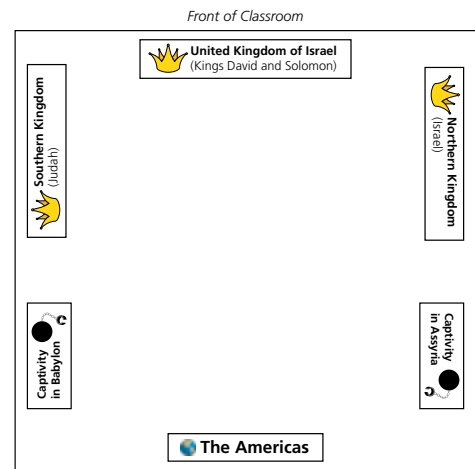 Front of Classroom
United Kingdom of Israel
(Kings David and Solomon)
Southern Kingdom
(Judah)
Northern Kingdom
(Israel)
Captivity
in Babylon
Captivity
in Assyria
The Americas